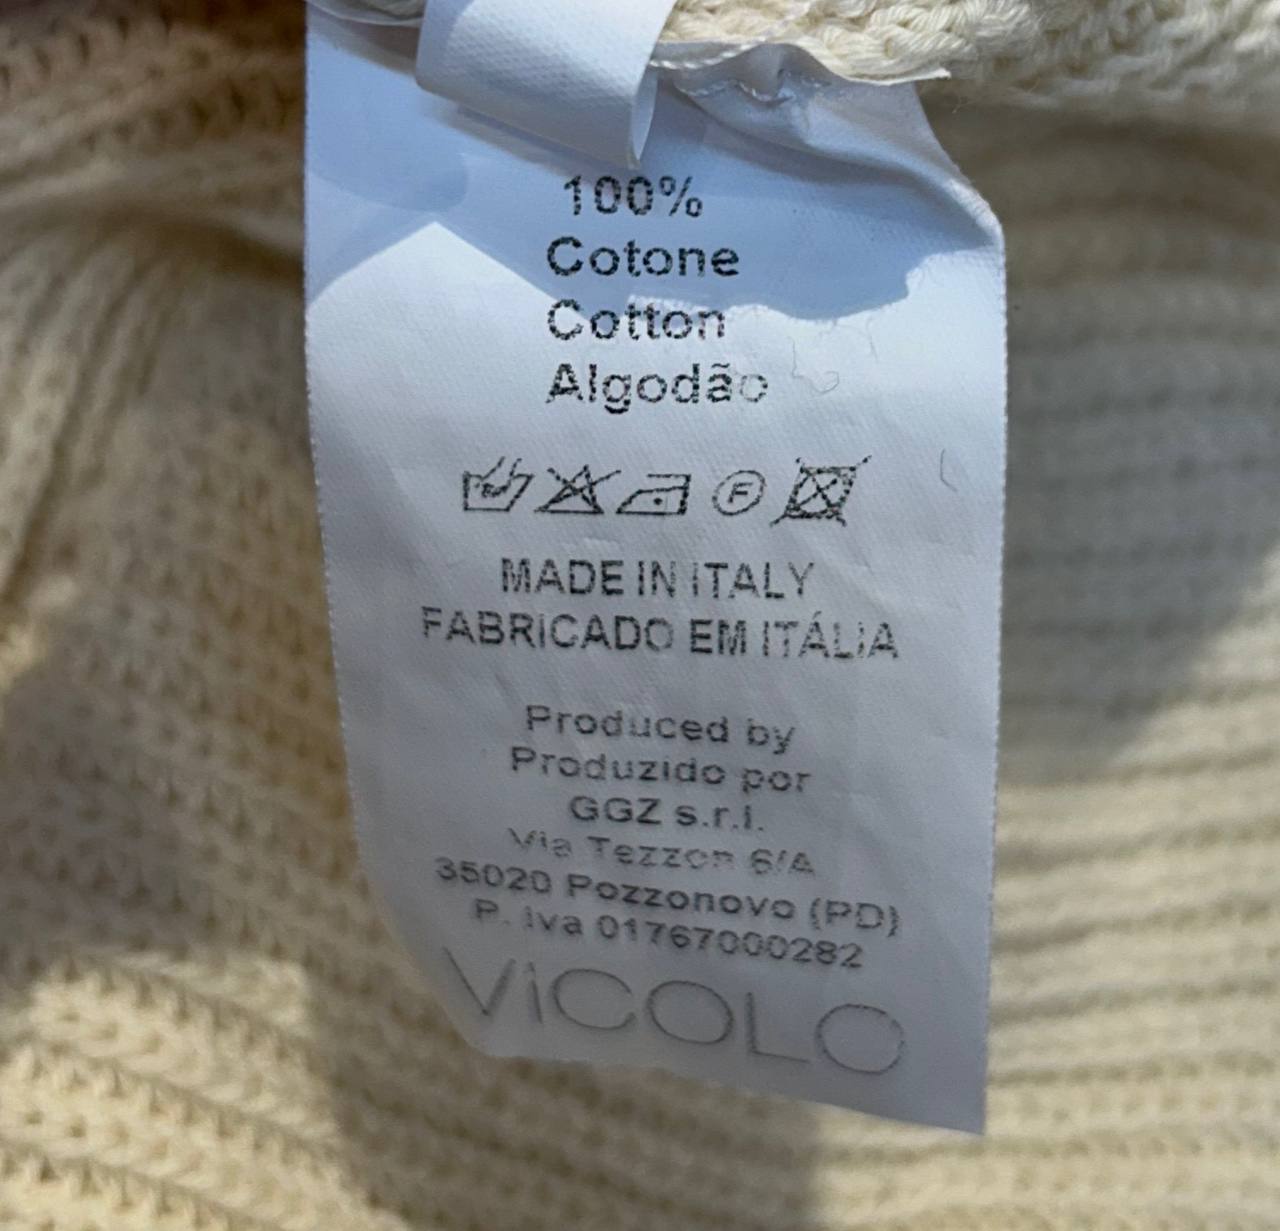 100%
Cotone
Cotton
Algodão
F
MADE IN ITALY
FABRICADO EM ITÁLIA
Produced by
Produzido por
GGZ s.r.l.
Via Tezzon 6/A
35020 Pozzonovo (PD)
P. Iva 01767000282
ViCOLO